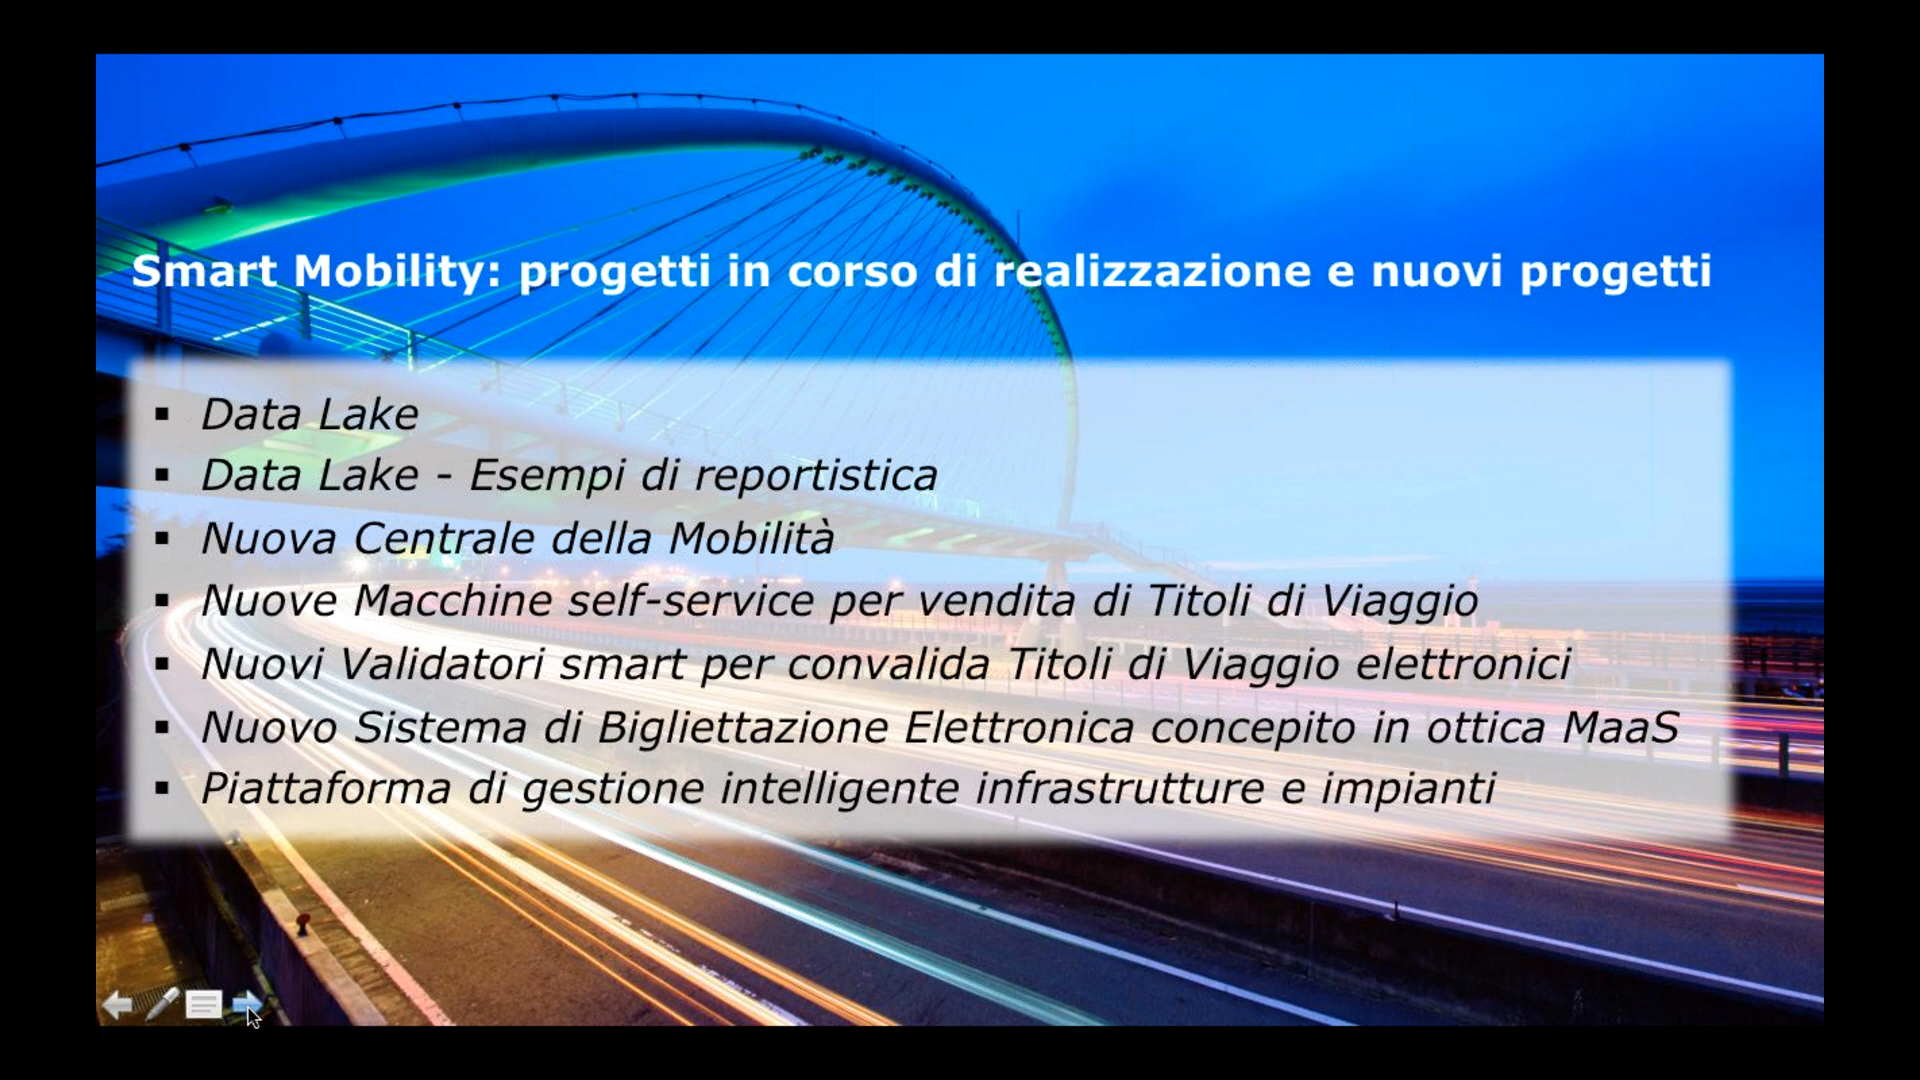 Smart Mobility: progetti in corso di realizzazione e nuovi progetti
▪ Data Lake
▪ Data Lake - Esempi di reportistica
▪ Nuova Centrale della Mobilità
▪ Nuove Macchine self-service per vendita di Titoli di Viaggio
▪ Nuovi Validatori smart per convalida Titoli di Viaggio elettronici
▪ Nuovo Sistema di Bigliettazione Elettronica concepito in ottica MaaS
▪ Piattaforma di gestione intelligente infrastrutture e impianti